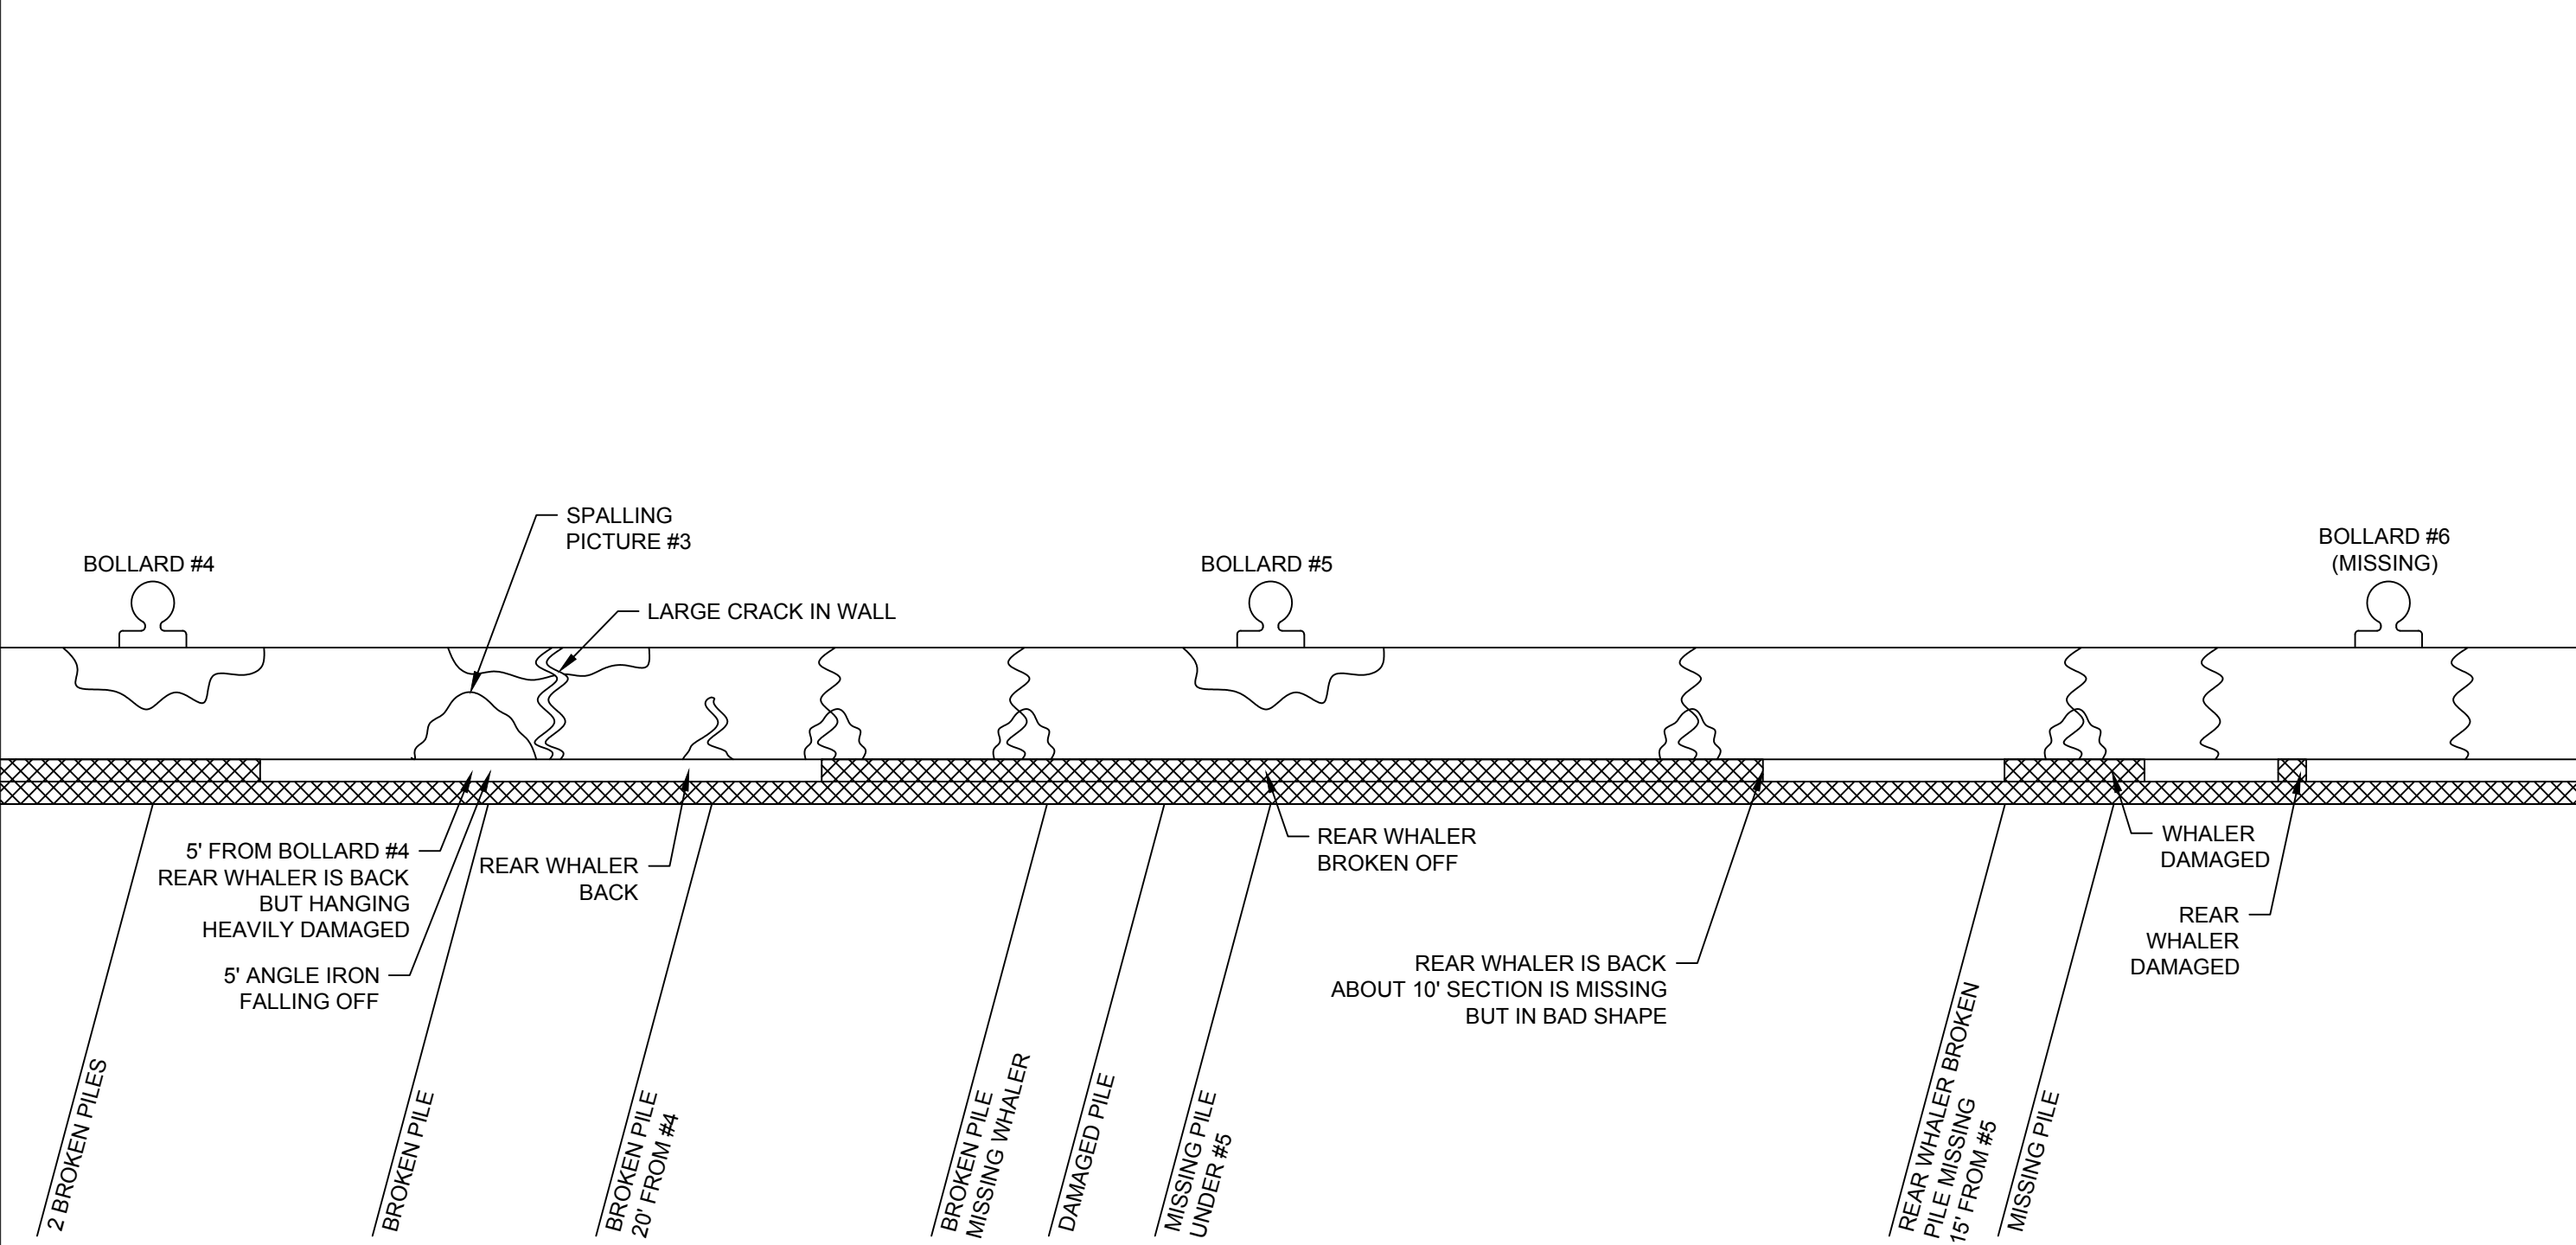 SPALLING
PICTURE #3
BOLLARD #6
(MISSING)
BOLLARD #4
BOLLARD #5
LARGE CRACK IN WALL
5' FROM BOLLARD #4
REAR WHALER IS BACK
BUT HANGING
HEAVILY DAMAGED
REAR WHALER
BACK
REAR WHALER
BROKEN OFF
WHALER
DAMAGED
REAR
WHALER
DAMAGED
5' ANGLE IRON
FALLING OFF
REAR WHALER IS BACK
ABOUT 10' SECTION IS MISSING
BUT IN BAD SHAPE
2 BROKEN PILES
BROKEN PILE
BROKEN PILE
20' FROM #4
BROKEN PILE
MISSING WHALER
DAMAGED PILE
MISSING PILE
UNDER #5
REAR WHALER BROKEN
PILE MISSING
15' FROM #5
MISSING PILE